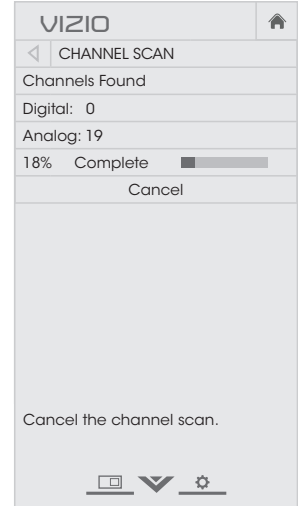 VIZIO
CHANNEL SCAN
Channels Found
Digital: 0
Analog: 19
18% Complete
Cancel
Cancel the channel scan.